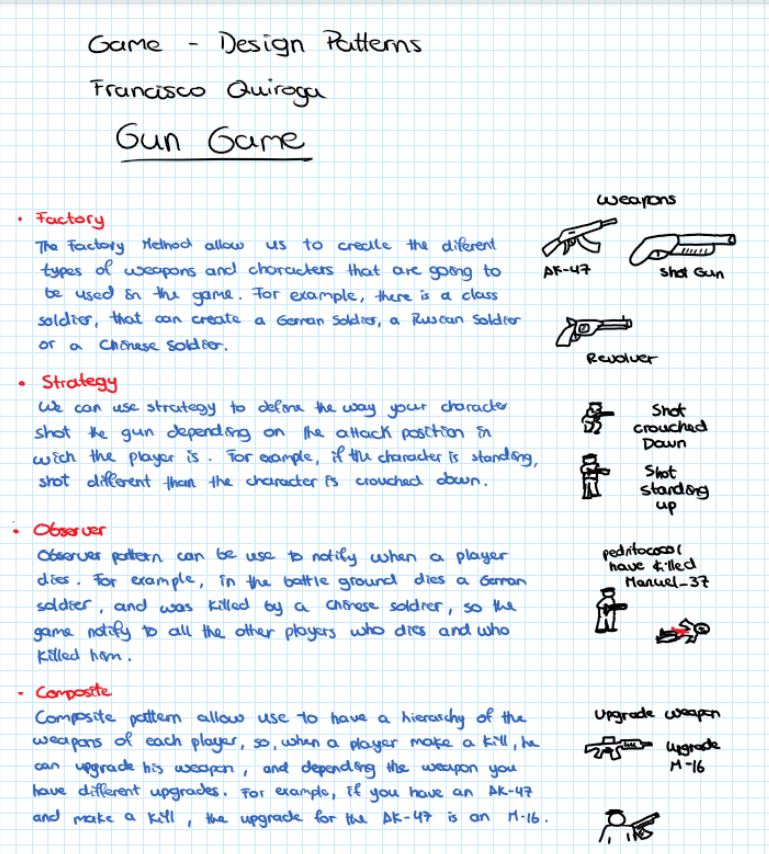 Game - Design Patterns
Francisco Quiroga
Gun Game
• Factory
The Factory Method allow us to create the diferent
types of weapons and characters that are going to
be used in the game. For example, there is a class
soldier, that can create a German Soldier, a Rusean Soldier
or a Chinese Soldier.
weapons
AK-47
Shot Gun
Revolver
• Strategy
We can use strategy to define the way your character
shot the gun depending on the attack position in
wich the player is. For example, if the character is standing,
shot different than the character is crouched down.
Shot
crouched
Down
Shot
standing
up
• Observer
Observer pattern can be use to notify when a player
dies. For example, in the battle ground dies a German
soldier, and was killed by a chinese soldier, so the
game notify to all the other players who dies and who
killed him.
have killed
Manuel_37
• Composite
Composite pattern allow use to have a hierarchy of the
weapons of each player, so, when a player make a kill, he
can upgrade his weapon, and depending the weapon you
have different upgrades. For example, if you have an AK-47
and make a kill, the upgrade for the AK-47 is an M-16.
Upgrade weapon
Upgrade
M-16